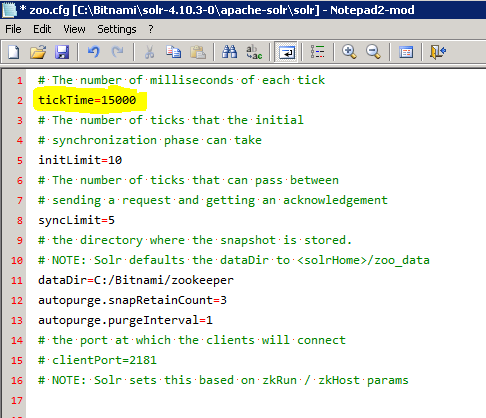 * zoo.cfg [C:\Bitnami\solr-4.10.3-0\apache-solr\solr] - Notepad2-mod
File Edit View Settings ?
1 # The number of milliseconds of each tick
2 tickTime=15000
3 # The number of ticks that the initial
4 # synchronization phase can take
5 initLimit=10
6 # The number of ticks that can pass between
7 # sending a request and getting an acknowledgement
8 syncLimit=5
9 # the directory where the snapshot is stored.
10 # NOTE: Solr defaults the dataDir to <solrHome>/zoo_data
11 dataDir=C:/Bitnami/zookeeper
12 autopurge.snapRetainCount=3
13 autopurge.purgeInterval=1
14 # the port at which the clients will connect
15 # clientPort=2181
16 # NOTE: Solr sets this based on zkRun / zkHost params
17